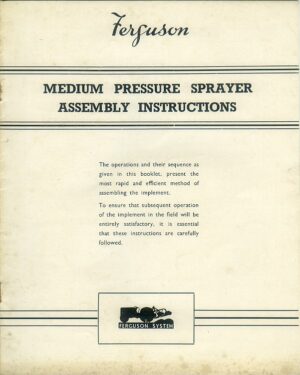 Ferguson
MEDIUM PRESSURE SPRAYER
ASSEMBLY INSTRUCTIONS
The operations and their sequence as
given in this booklet, present the
most rapid and efficient method of
assembling the implement.
To ensure that subsequent operation
of the implement in the field will be
entirely satisfactory, it is essential
that these instructions are carefully
followed.
FERGUSON SYSTEM